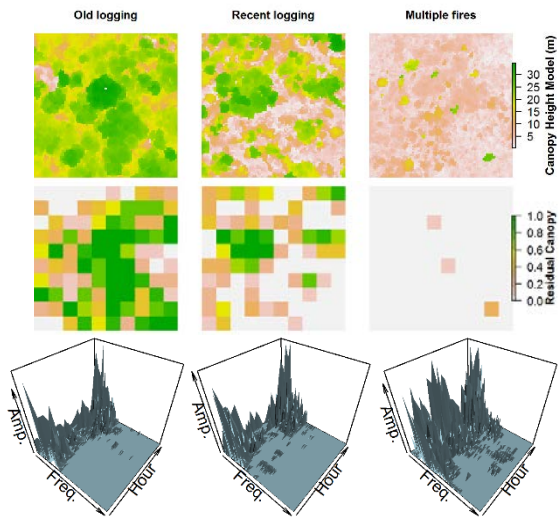 Old logging
Recent logging
Multiple fires
Canopy Height Model (m)
30
25
20
15
10
5
Residual Canopy
1.0
0.8
0.6
0.4
0.2
0.0
Amp.
Freq.
Hour
Amp.
Freq.
Hour
Amp.
Freq.
Hour